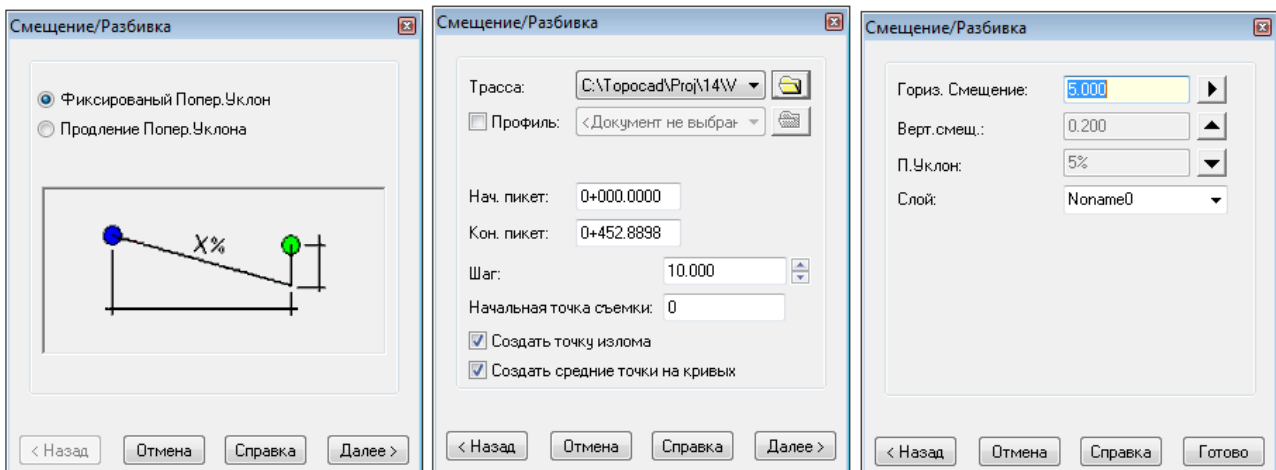 Смещение/Разбивка
Фиксированый Попер.Уклон
Продление Попер.Уклона
X%
< Назад
Отмена
Справка
Далее >
Смещение/Разбивка
Трасса: C:\Topocad\Proj\14\V
Профиль: <Документ не выбран
Нач. пикет: 0+000.0000
Кон. пикет: 0+452.8898
Шаг: 10.000
Начальная точка съемки: 0
Создать точку излома
Создать средние точки на кривых
< Назад
Отмена
Справка
Далее >
Смещение/Разбивка
Гориз. Смещение: 5.000
Верт.смещ.: 0.200
П.Уклон: 5%
Слой: Noname0
< Назад
Отмена
Справка
Готово